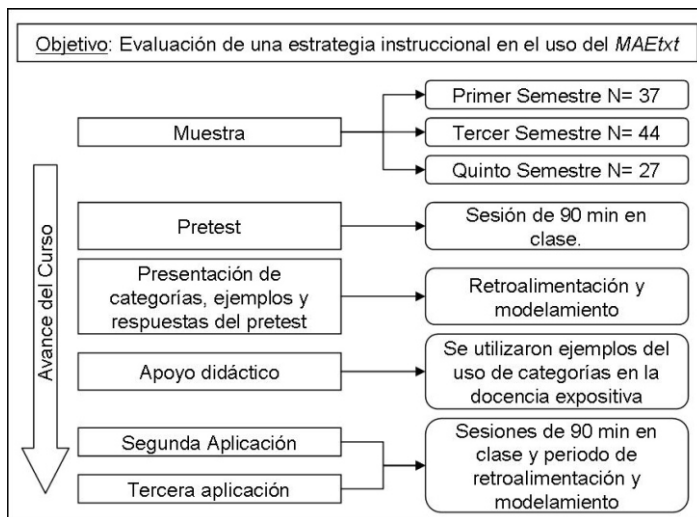 Objetivo: Evaluación de una estrategia instruccional en el uso del MAEtxt
Muestra
Primer Semestre N= 37
Tercer Semestre N= 44
Quinto Semestre N= 27
Avance del Curso
Pretest
Sesión de 90 min en
clase.
Presentación de
categorías, ejemplos y
respuestas del pretest
Retroalimentación y
modelamiento
Apoyo didáctico
Se utilizaron ejemplos del
uso de categorías en la
docencia expositiva
Segunda Aplicación
Tercera aplicación
Sesiones de 90 min en
clase y periodo de
retroalimentación y
modelamiento